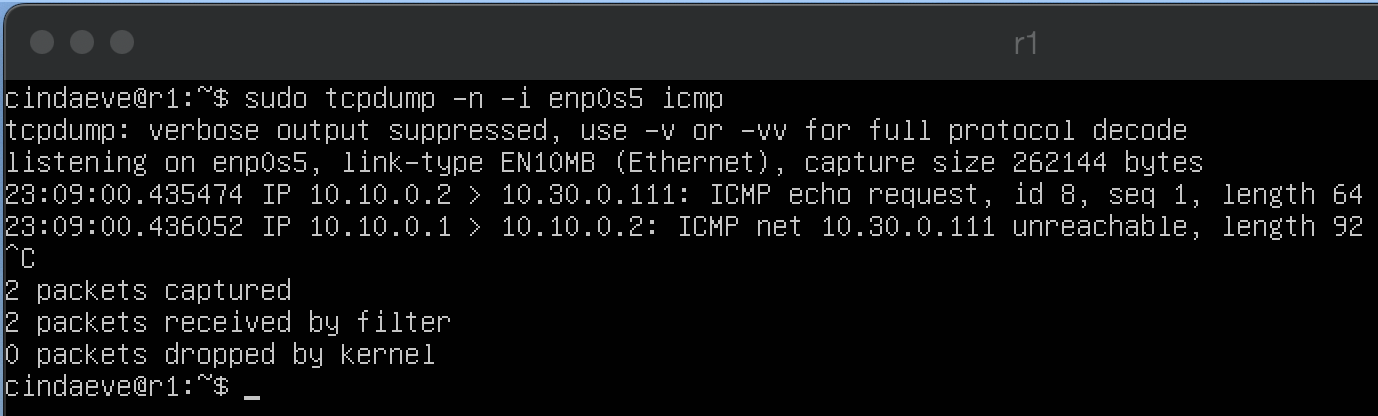 r1
cindaeve@r1:~$ sudo tcpdump -n -i enp0s5 icmp
tcpdump: verbose output suppressed, use -v or -vv for full protocol decode
listening on enp0s5, link-type EN10MB (Ethernet), capture size 262144 bytes
23:09:00.435474 IP 10.10.0.2 > 10.30.0.111: ICMP echo request, id 8, seq 1, length 64
23:09:00.436052 IP 10.10.0.1 > 10.10.0.2: ICMP net 10.30.0.111 unreachable, length 92
^C
2 packets captured
2 packets received by filter
0 packets dropped by kernel
cindaeve@r1:~$ _